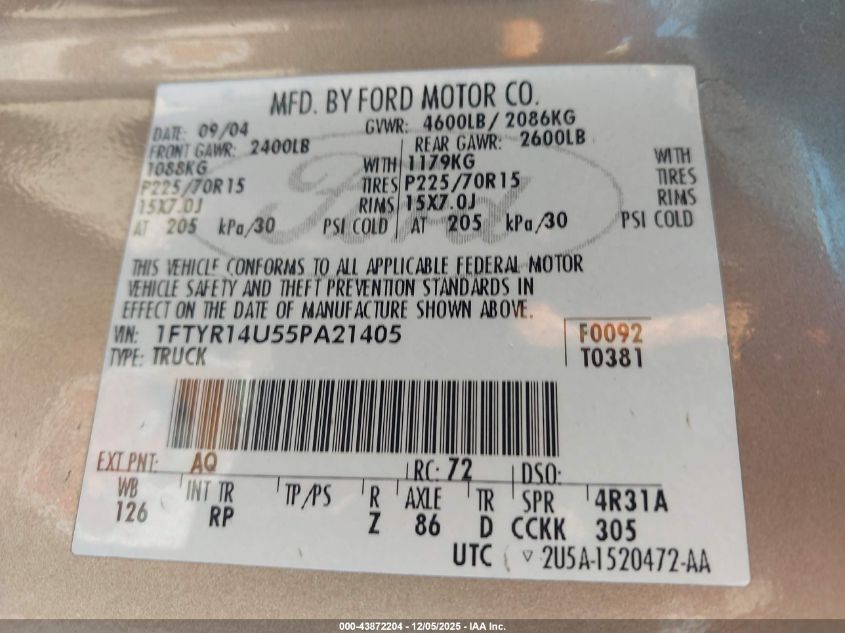 MFD. BY FORD MOTOR CO.
DATE: 09/04 GVWR: 4600LB/ 2086KG
FRONT GAWR: 2400LB REAR GAWR: 2600LB
1088KG WITH 1179KG WITH
P225/70R15 TIRES P225/70R15 TIRES
15X7.0J RIMS 15X7.0J RIMS
AT 205 kPa/30 PSI COLD AT 205 kPa/30 PSI COLD
Ford
THIS VEHICLE CONFORMS TO ALL APPLICABLE FEDERAL MOTOR
VEHICLE SAFETY AND THEFT PREVENTION STANDARDS IN
EFFECT ON THE DATE OF MANUFACTURE SHOWN ABOVE.
VIN: 1FTYR14U55PA21405 F0092
TYPE: TRUCK T0381
EXT PNT: AQ RC: 72 DSO:
WB INT TR TP/PS R AXLE TR SPR 4R31A
126 RP Z 86 D CCKK 305
UTC ▽ 2U5A-1520472-AA
000-43872204 - 12/05/2025 - IAA Inc.